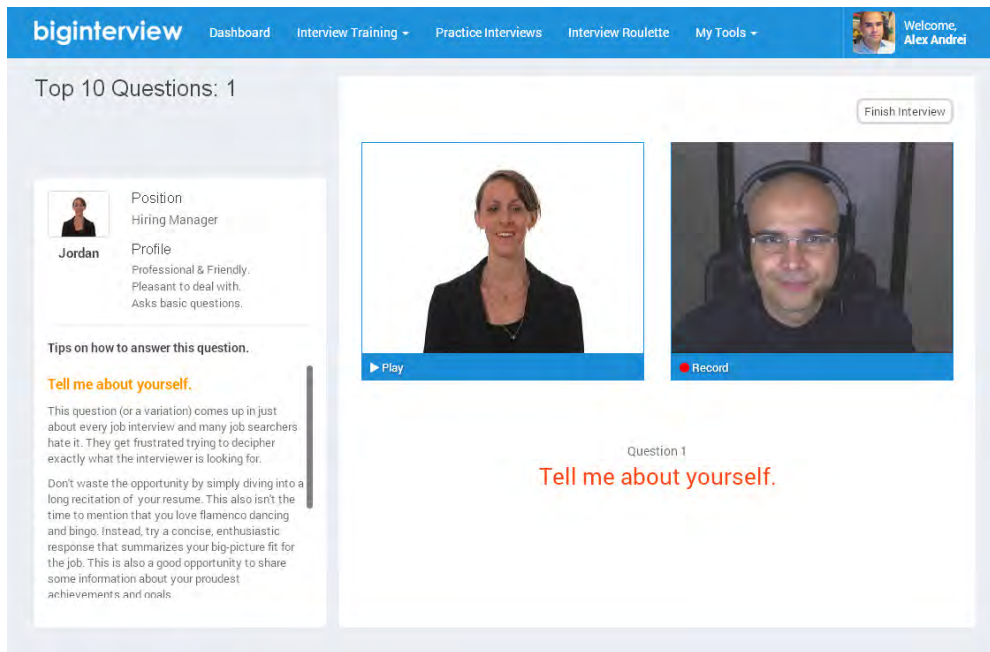 biginterview
Dashboard
Interview Training
Practice Interviews
Interview Roulette
My Tools
Welcome,
Alex Andrei
Top 10 Questions: 1
Finish Interview
Jordan
Position
Hiring Manager
Profile
Professional & Friendly.
Pleasant to deal with.
Asks basic questions.
Tips on how to answer this question.
Tell me about yourself.
This question (or a variation) comes up in just
about every job interview and many job searchers
hate it. They get frustrated trying to decipher
exactly what the interviewer is looking for.
Don't waste the opportunity by simply diving into a
long recitation of your resume. This also isn't the
time to mention that you love flamenco dancing
and bingo. Instead, try a concise, enthusiastic
response that summarizes your big-picture fit for
the job. This is also a good opportunity to share
some information about your proudest
achievements and goals
Play
Record
Question 1
Tell me about yourself.